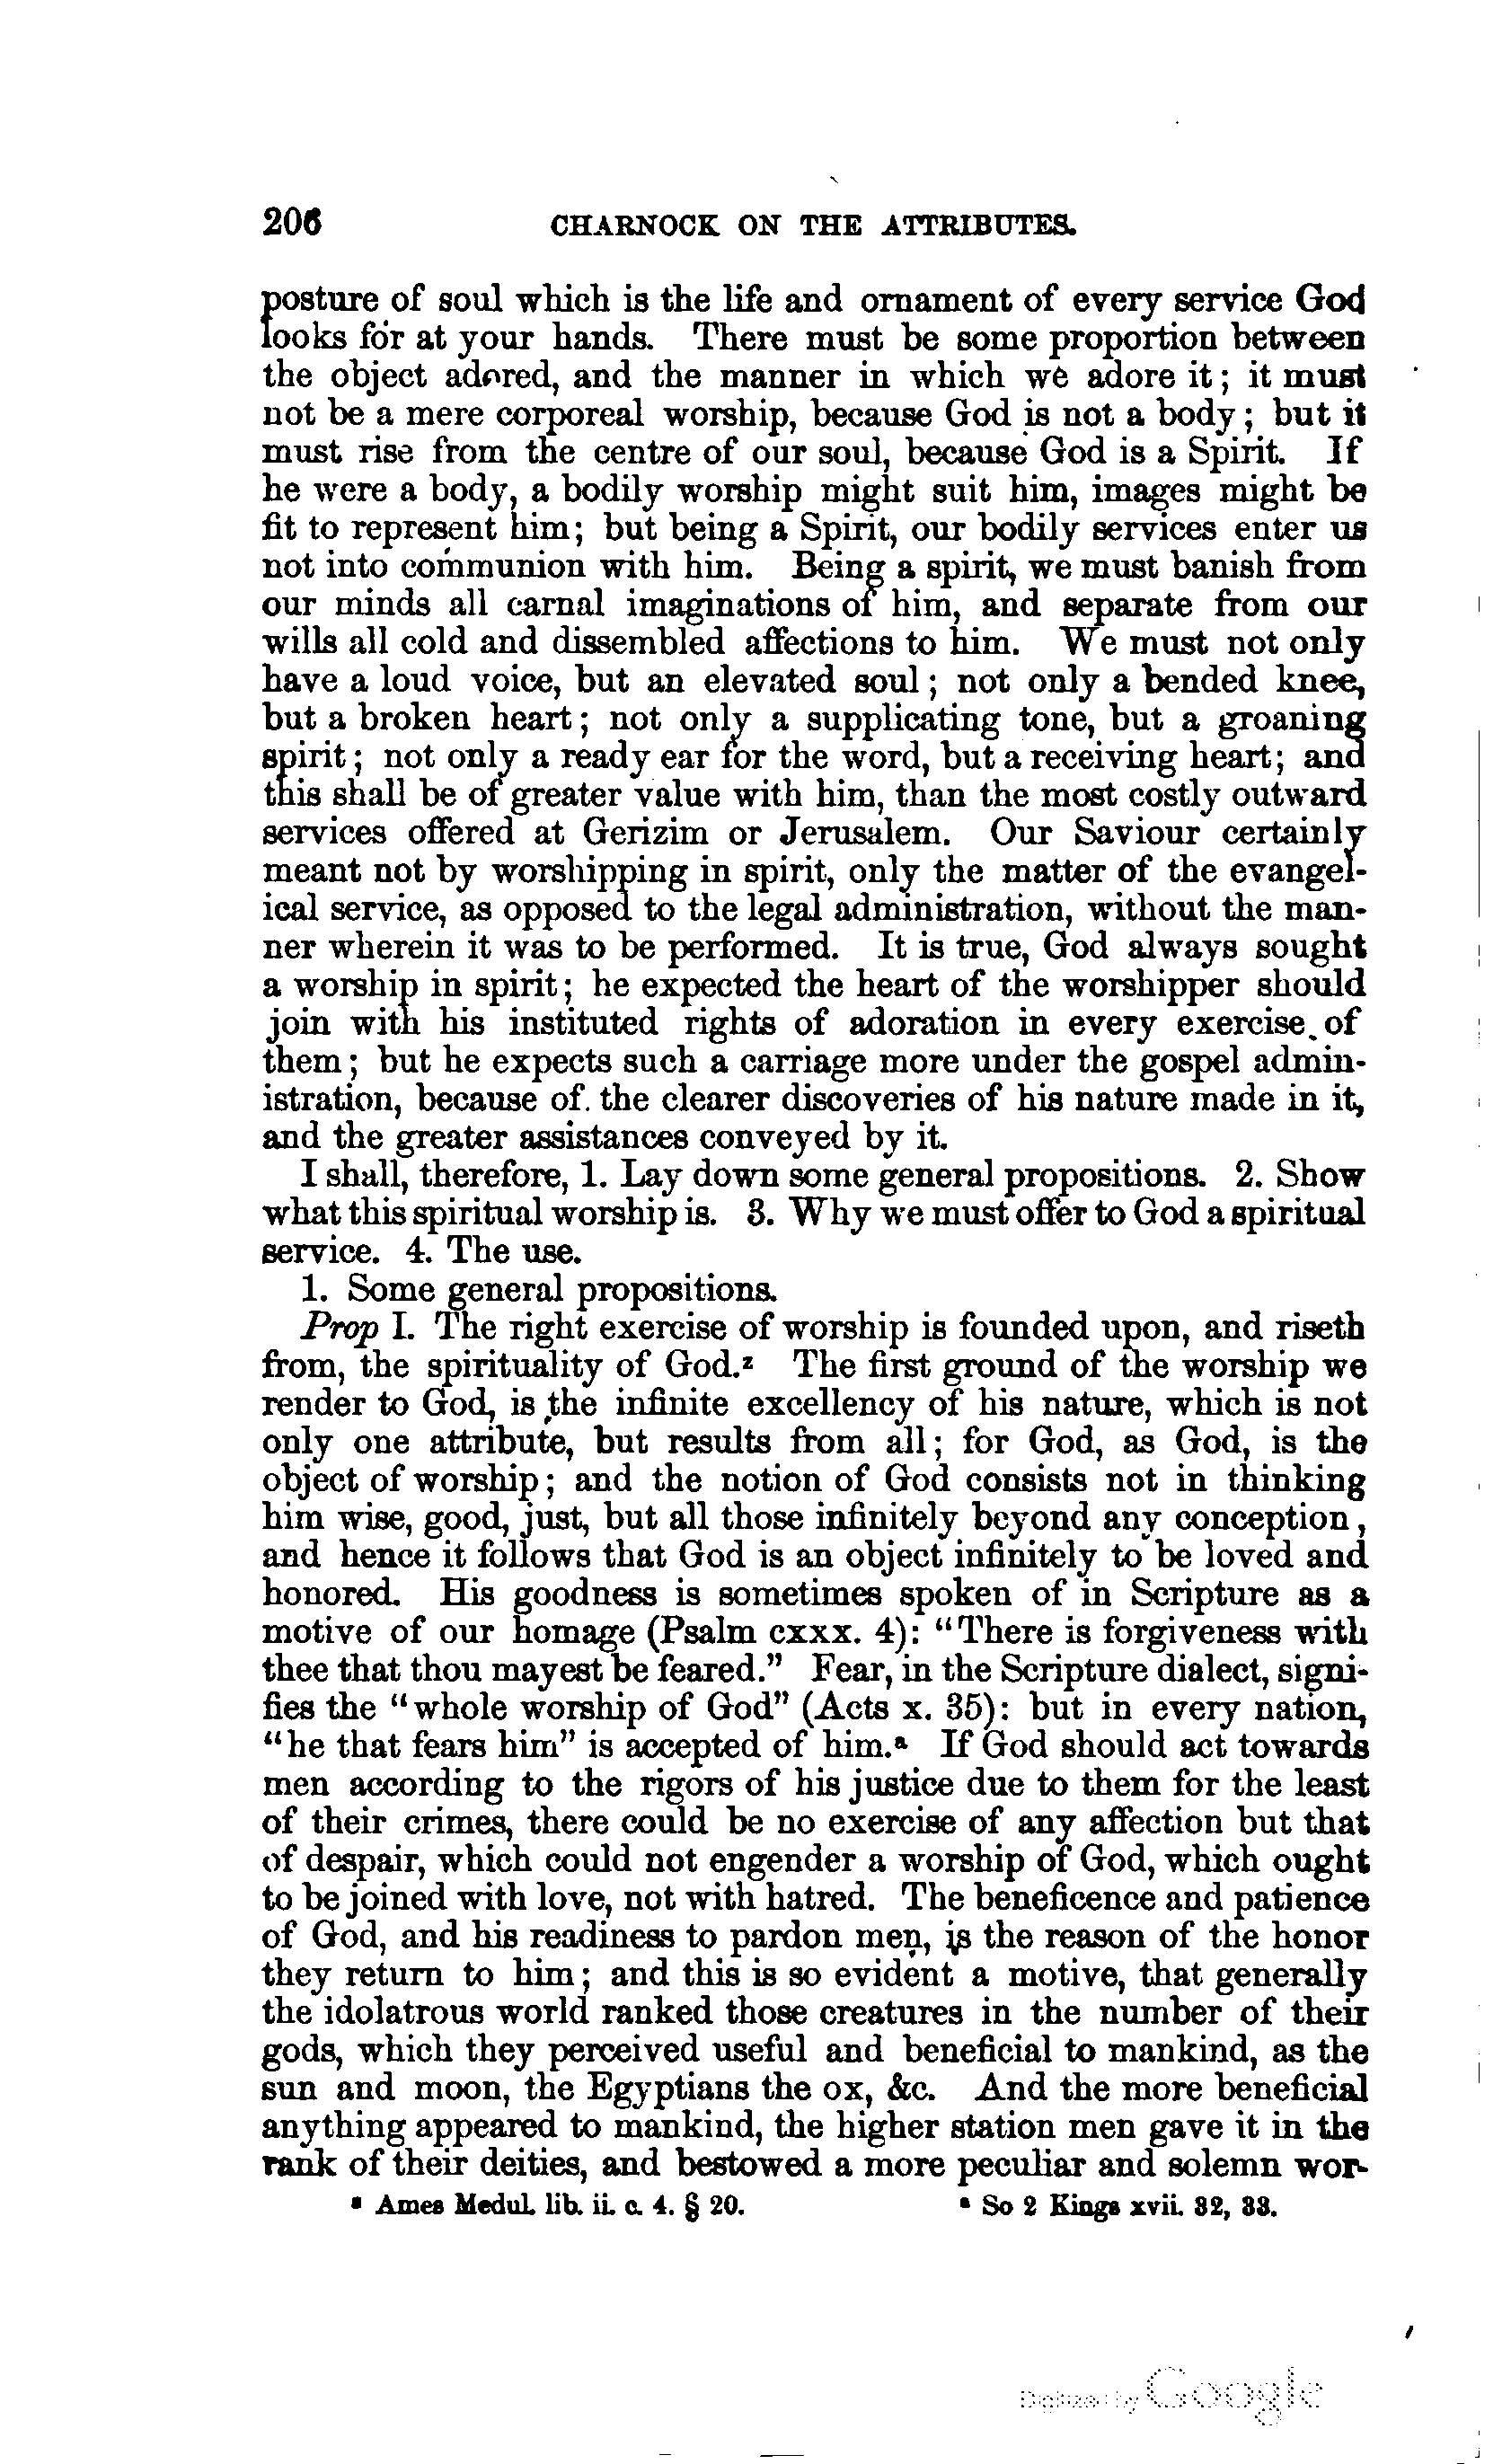 206 CHARNOCK ON THE ATTRIBUTES.
posture of soul which is the life and ornament of every service God
looks for at your hands. There must be some proportion between
the object adored, and the manner in which we adore it; it must
not be a mere corporeal worship, because God is not a body; but it
must rise from the centre of our soul, because God is a Spirit. If
he were a body, a bodily worship might suit him, images might be
fit to represent him; but being a Spirit, our bodily services enter us
not into communion with him. Being a spirit, we must banish from
our minds all carnal imaginations of him, and separate from our
wills all cold and dissembled affections to him. We must not only
have a loud voice, but an elevated soul; not only a bended knee,
but a broken heart; not only a supplicating tone, but a groaning
spirit; not only a ready ear for the word, but a receiving heart; and
this shall be of greater value with him, than the most costly outward
services offered at Gerizim or Jerusalem. Our Saviour certainly
meant not by worshipping in spirit, only the matter of the evangel-
ical service, as opposed to the legal administration, without the man-
ner wherein it was to be performed. It is true, God always sought
a worship in spirit; he expected the heart of the worshipper should
join with his instituted rights of adoration in every exercise of
them; but he expects such a carriage more under the gospel admin-
istration, because of the clearer discoveries of his nature made in it,
and the greater assistances conveyed by it.
I shall, therefore, 1. Lay down some general propositions. 2. Show
what this spiritual worship is. 3. Why we must offer to God a spiritual
service. 4. The use.
1. Some general propositions.
Prop I. The right exercise of worship is founded upon, and riseth
from, the spirituality of God.ᶻ The first ground of the worship we
render to God, is the infinite excellency of his nature, which is not
only one attribute, but results from all; for God, as God, is the
object of worship; and the notion of God consists not in thinking
him wise, good, just, but all those infinitely beyond any conception,
and hence it follows that God is an object infinitely to be loved and
honored. His goodness is sometimes spoken of in Scripture as a
motive of our homage (Psalm cxxx. 4): "There is forgiveness with
thee that thou mayest be feared." Fear, in the Scripture dialect, signi-
fies the "whole worship of God" (Acts x. 35): but in every nation,
"he that fears him" is accepted of him.ᵃ If God should act towards
men according to the rigors of his justice due to them for the least
of their crimes, there could be no exercise of any affection but that
of despair, which could not engender a worship of God, which ought
to be joined with love, not with hatred. The beneficence and patience
of God, and his readiness to pardon men, is the reason of the honor
they return to him; and this is so evident a motive, that generally
the idolatrous world ranked those creatures in the number of their
gods, which they perceived useful and beneficial to mankind, as the
sun and moon, the Egyptians the ox, &c. And the more beneficial
anything appeared to mankind, the higher station men gave it in the
rank of their deities, and bestowed a more peculiar and solemn wor-
ᶻ Ames Medul. lib. ii. c. 4. § 20. ᵃ So 2 Kings xvii. 32, 33.
Digitized by Google